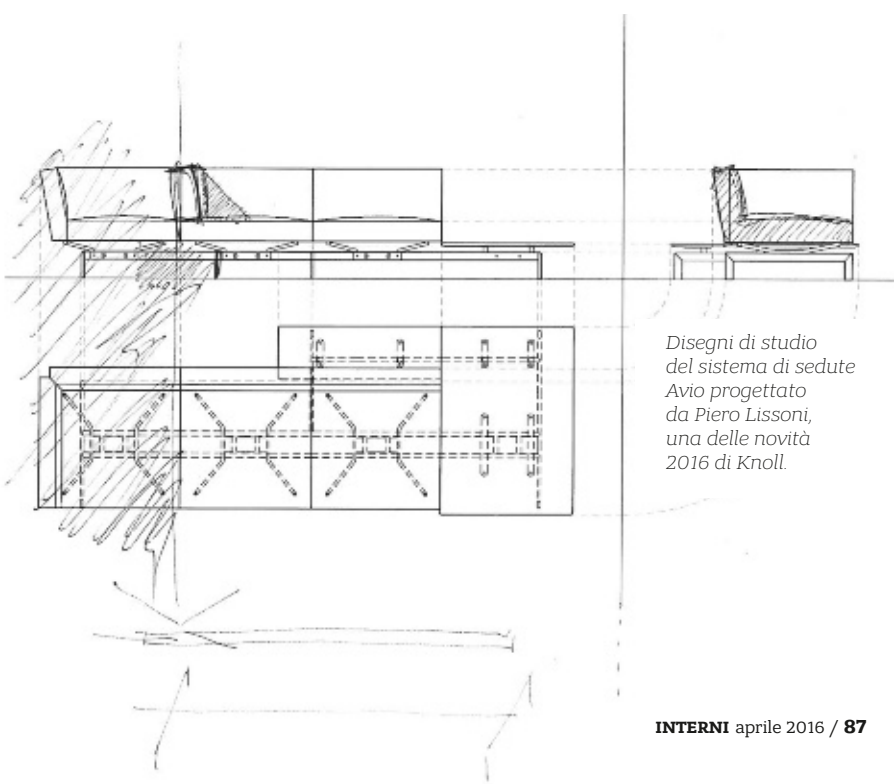 Disegni di studio
del sistema di sedute
Avio progettato
da Piero Lissoni,
una delle novità
2016 di Knoll.
INTERNI aprile 2016 / 87